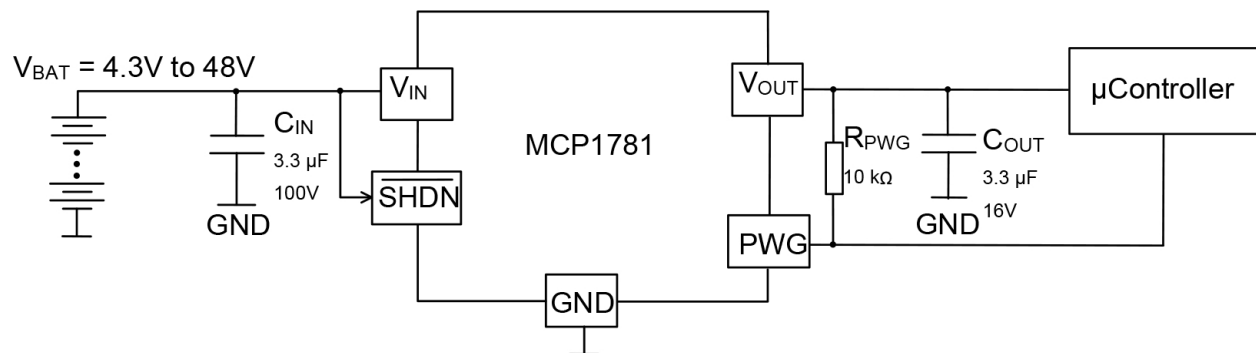 V_BAT = 4.3V to 48V
C_IN
3.3 µF
100V
GND
V_IN
SHDN
MCP1781
GND
V_OUT
PWG
R_PWG
10 kΩ
C_OUT
3.3 µF
16V
GND
µController